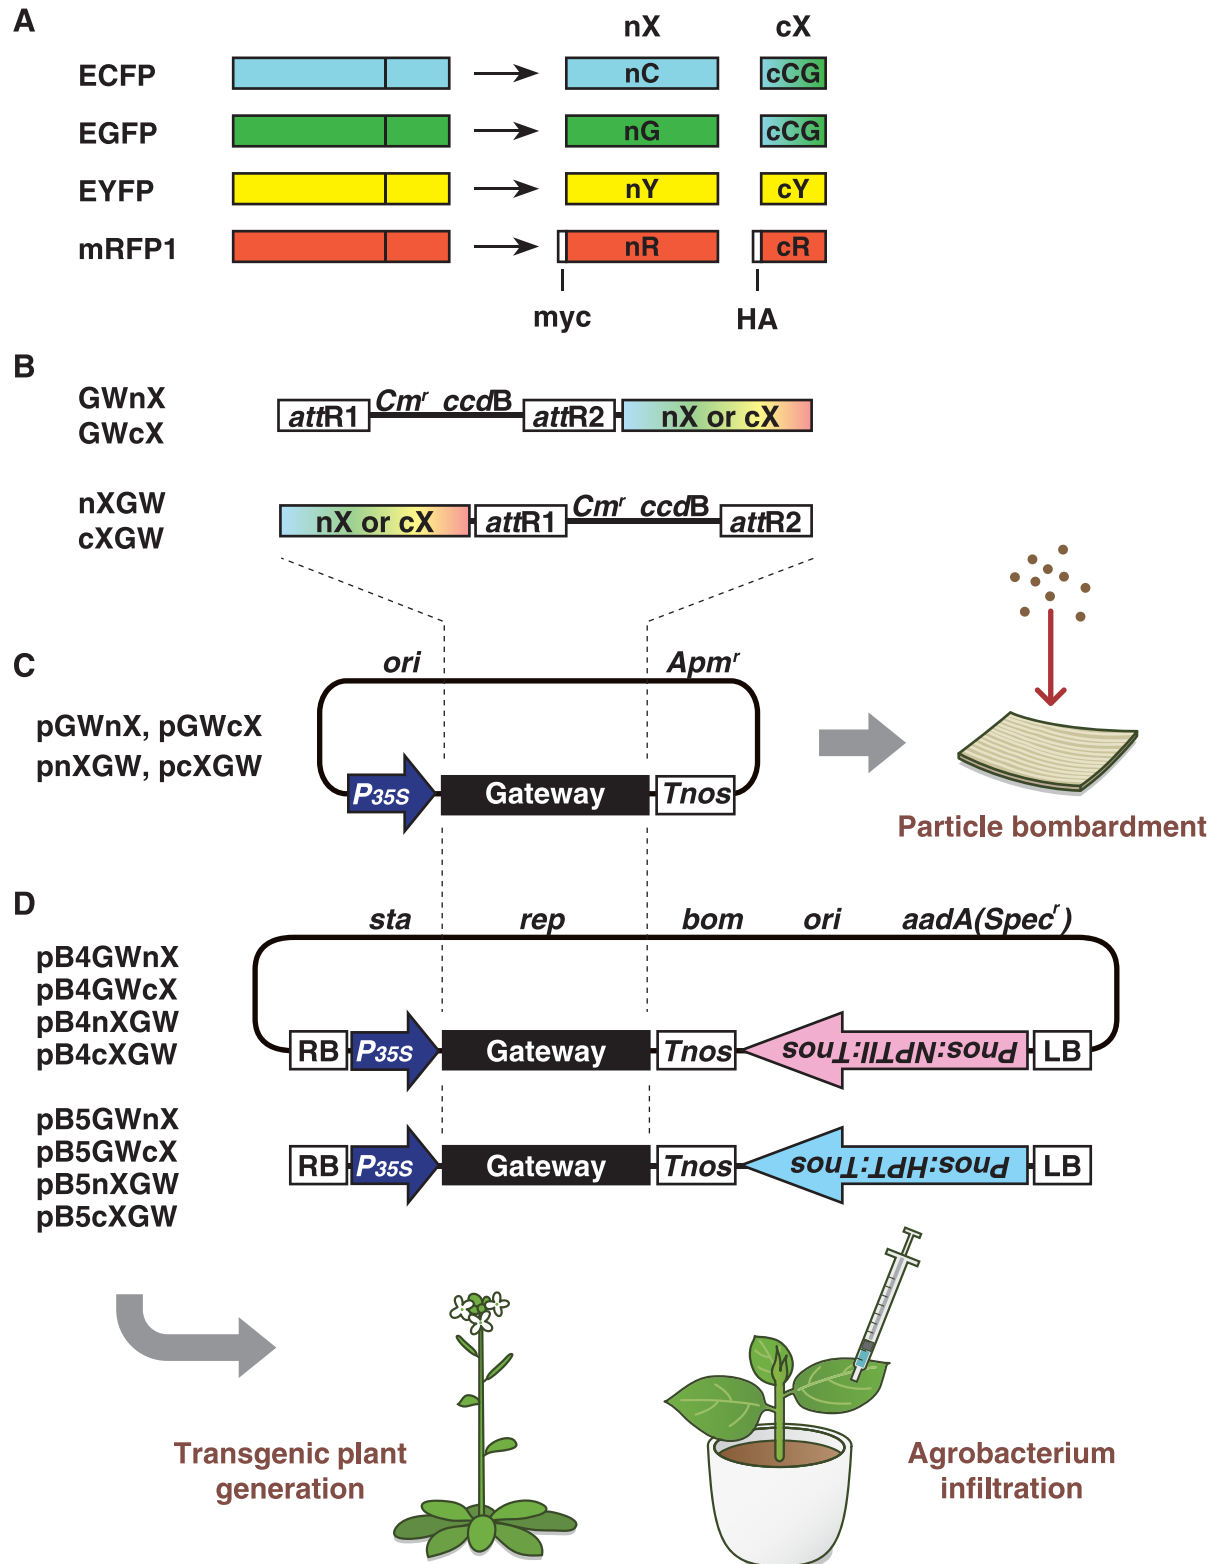 A
nX cX
ECFP nC cCG
EGFP nG cCG
EYFP nY cY
mRFP1 nR cR
myc HA
B
GWnX
GWcX
attR1 Cmʳ ccdB attR2 nX or cX
nXGW
cXGW
nX or cX attR1 Cmʳ ccdB attR2
C
ori Apmʳ
pGWnX, pGWcX
pnXGW, pcXGW
P35S Gateway Tnos
Particle bombardment
D
sta rep bom ori aadA(Specʳ)
pB4GWnX
pB4GWcX
pB4nXGW
pB4cXGW
RB P35S Gateway Tnos Pnos:NPTII:Tnos LB
pB5GWnX
pB5GWcX
pB5nXGW
pB5cXGW
RB P35S Gateway Tnos Pnos:HPT:Tnos LB
Transgenic plant
generation
Agrobacterium
infiltration